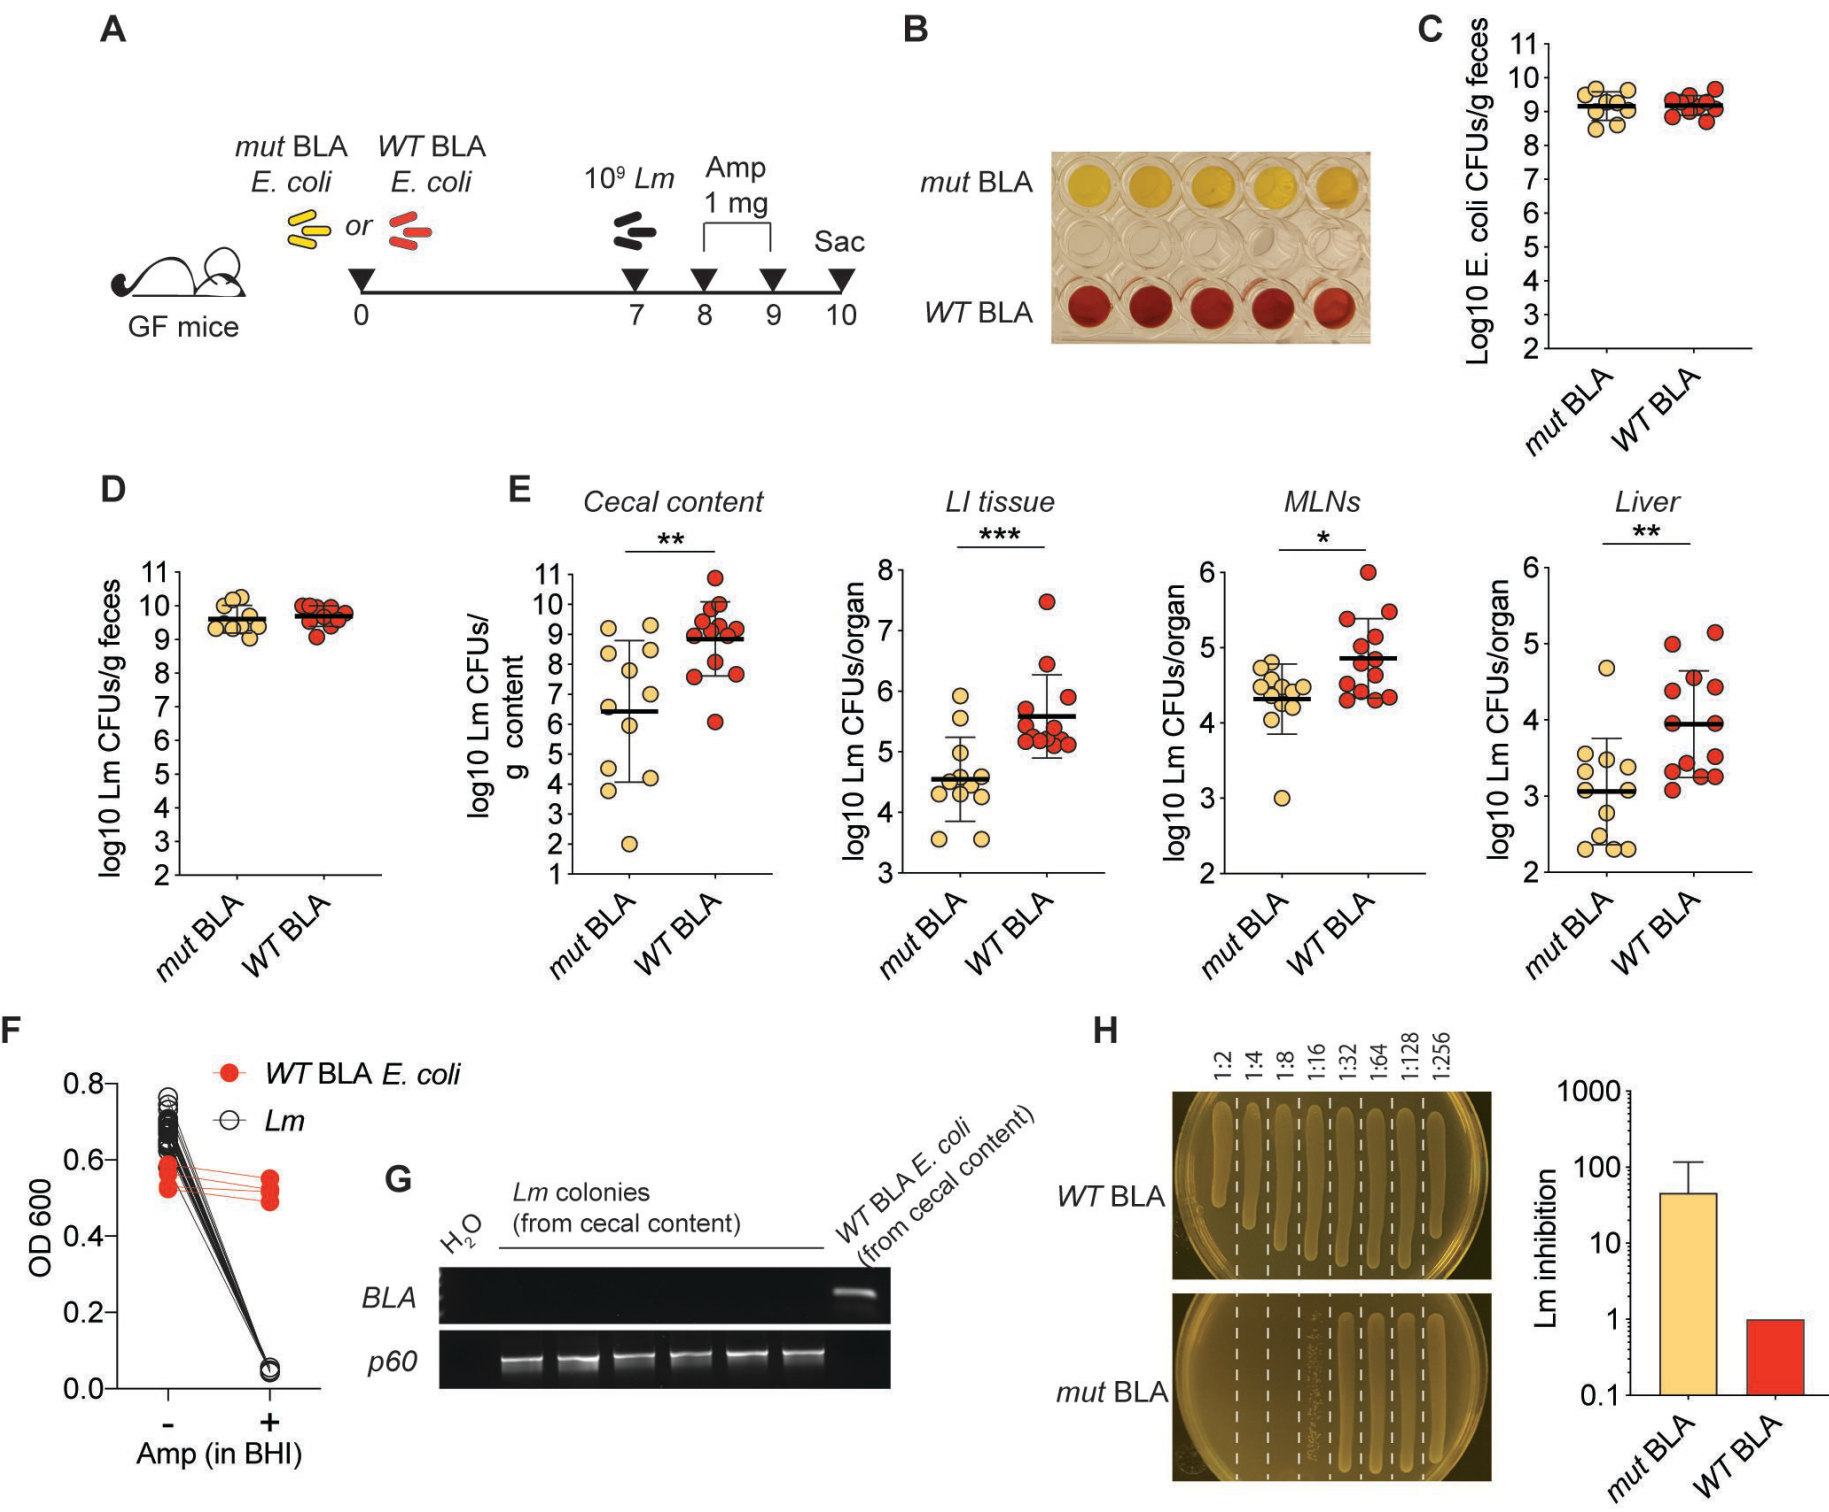 A
mut BLA
E. coli
or
WT BLA
E. coli
10⁹ Lm
Amp
1 mg
Sac
GF mice
0
7
8
9
10
B
mut BLA
WT BLA
C
Log10 E. coli CFUs/g feces
11
10
9
8
7
6
5
4
3
2
mut BLA
WT BLA
D
log10 Lm CFUs/g feces
11
10
9
8
7
6
5
4
3
2
mut BLA
WT BLA
E
Cecal content
**
log10 Lm CFUs/
g content
11
10
9
8
7
6
5
4
3
2
1
mut BLA
WT BLA
LI tissue
***
log10 Lm CFUs/organ
8
7
6
5
4
3
mut BLA
WT BLA
MLNs
*
log10 Lm CFUs/organ
6
5
4
3
2
mut BLA
WT BLA
Liver
**
log10 Lm CFUs/organ
6
5
4
3
2
mut BLA
WT BLA
F
WT BLA E. coli
Lm
OD 600
0.8
0.6
0.4
0.2
0.0
-
+
Amp (in BHI)
G
H₂O
Lm colonies
(from cecal content)
WT BLA E. coli
(from cecal content)
BLA
p60
H
1:2
1:4
1:8
1:16
1:32
1:64
1:128
1:256
WT BLA
mut BLA
Lm inhibition
1000
100
10
1
0.1
mut BLA
WT BLA